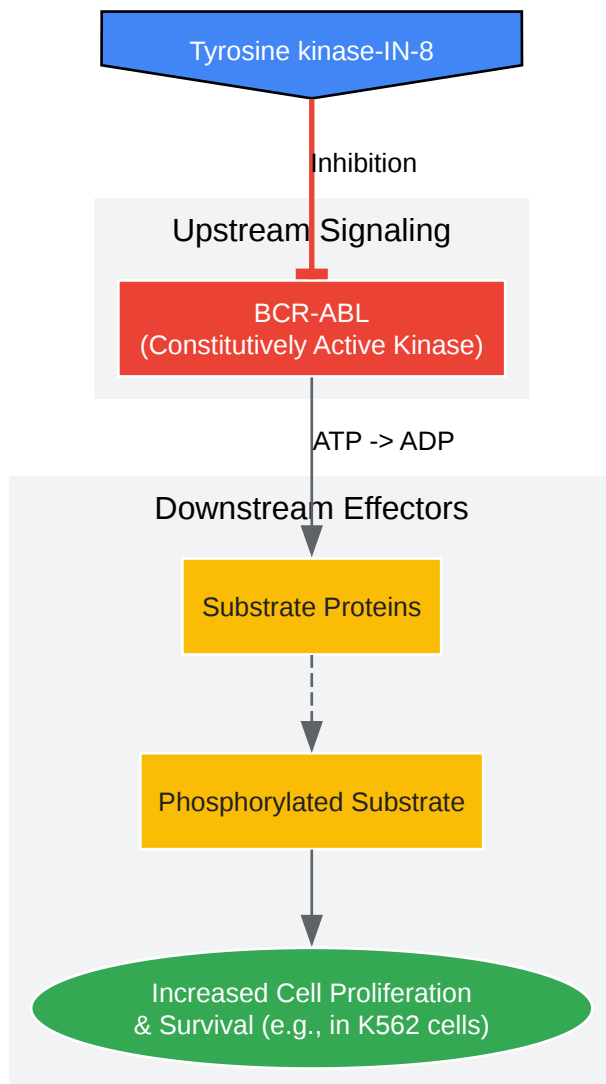 Tyrosine kinase-IN-8
Inhibition
Upstream Signaling
BCR-ABL
(Constitutively Active Kinase)
ATP -> ADP
Downstream Effectors
Substrate Proteins
Phosphorylated Substrate
Increased Cell Proliferation
& Survival (e.g., in K562 cells)